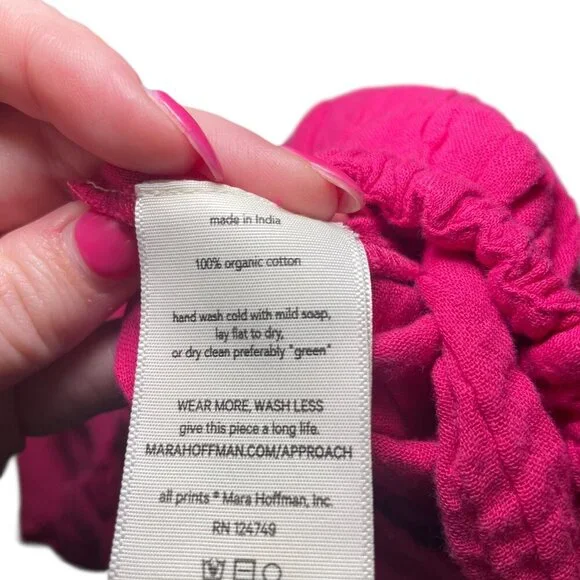 made in India
100% organic cotton
hand wash cold with mild soap,
lay flat to dry,
or dry clean preferably "green"
WEAR MORE, WASH LESS
give this piece a long life.
MARAHOFFMAN.COM/APPROACH
all prints ® Mara Hoffman, Inc.
RN 124749